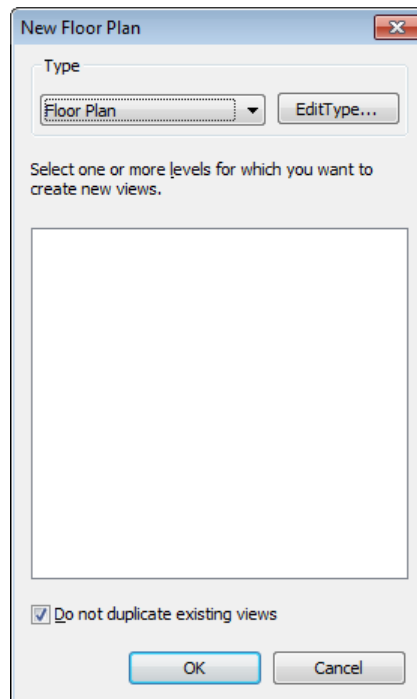 New Floor Plan
Type
Floor Plan
EditType...
Select one or more levels for which you want to
create new views.
Do not duplicate existing views
OK
Cancel